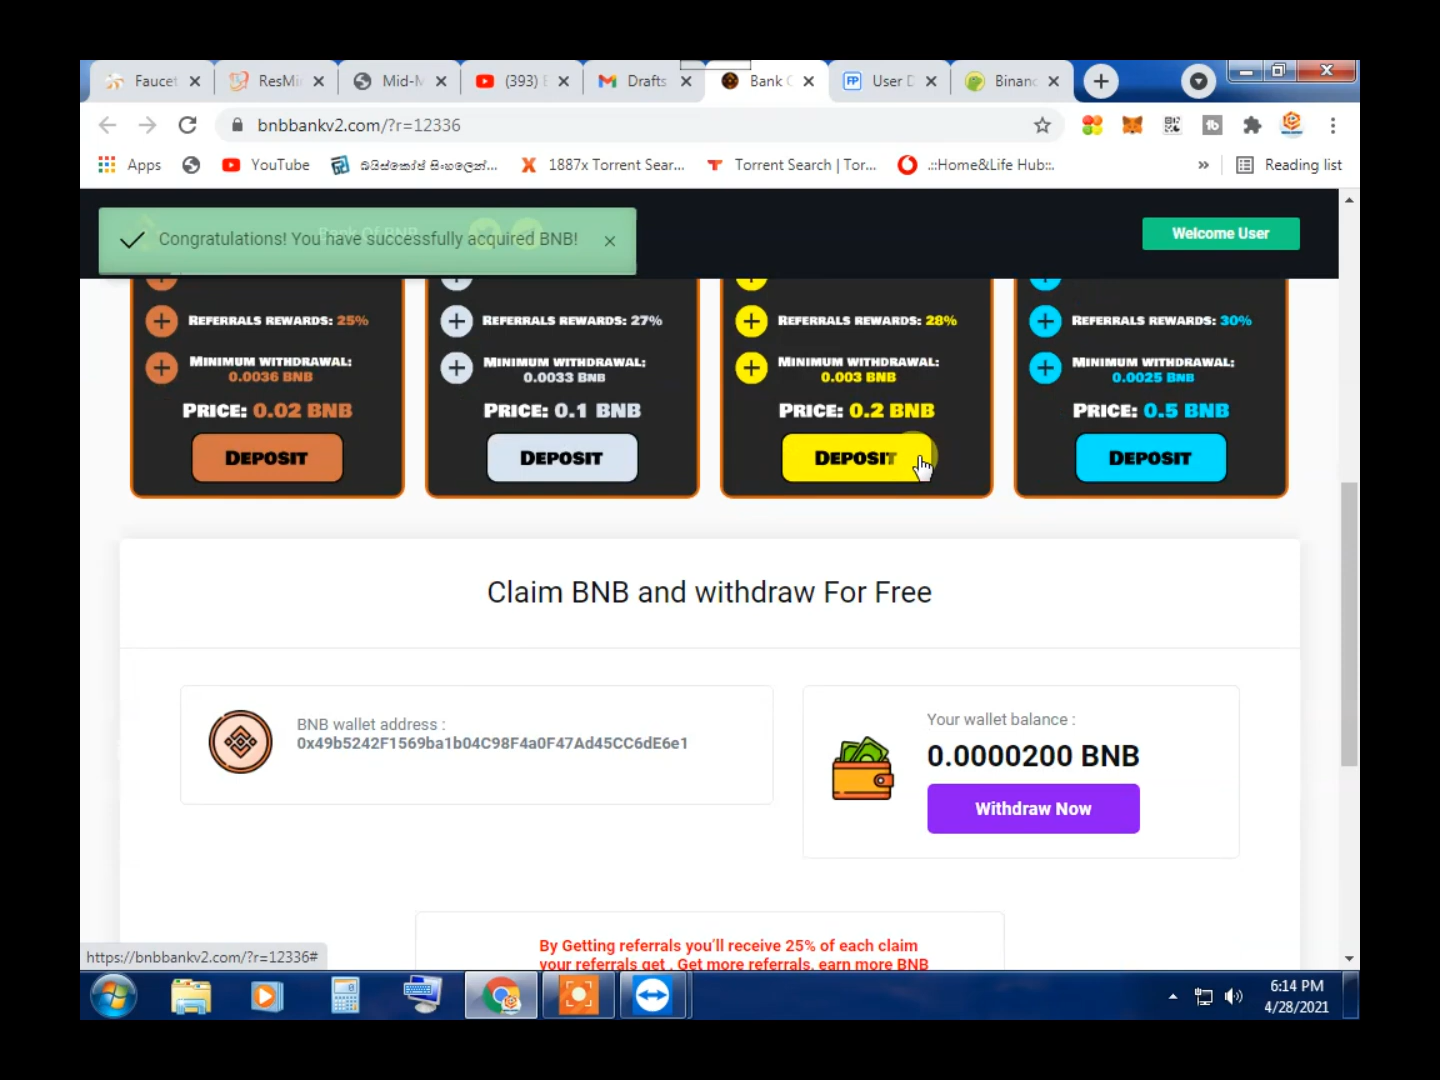 Faucet
ResMi
Mid-M
(393)
Drafts
Bank
User D
Binanc
bnbbankv2.com/?r=12336
Apps
YouTube
1887x Torrent Sear...
Torrent Search | Tor...
.::Home&Life Hub::.
»
Reading list
Bank Of BNB
Congratulations! You have successfully acquired BNB!
Welcome User
Referrals rewards: 25%
Referrals rewards: 27%
Referrals rewards: 28%
Referrals rewards: 30%
Minimum withdrawal:
0.0036 BNB
Minimum withdrawal:
0.0033 BNB
Minimum withdrawal:
0.003 BNB
Minimum withdrawal:
0.0025 BNB
Price: 0.02 BNB
Price: 0.1 BNB
Price: 0.2 BNB
Price: 0.5 BNB
Deposit
Deposit
Deposit
Deposit
Claim BNB and withdraw For Free
BNB wallet address :
0x49b5242F1569ba1b04C98F4a0F47Ad45CC6dE6e1
Your wallet balance :
0.0000200 BNB
Withdraw Now
By Getting referrals you'll receive 25% of each claim
your referrals get . Get more referrals, earn more BNB
https://bnbbankv2.com/?r=12336#
6:14 PM
4/28/2021